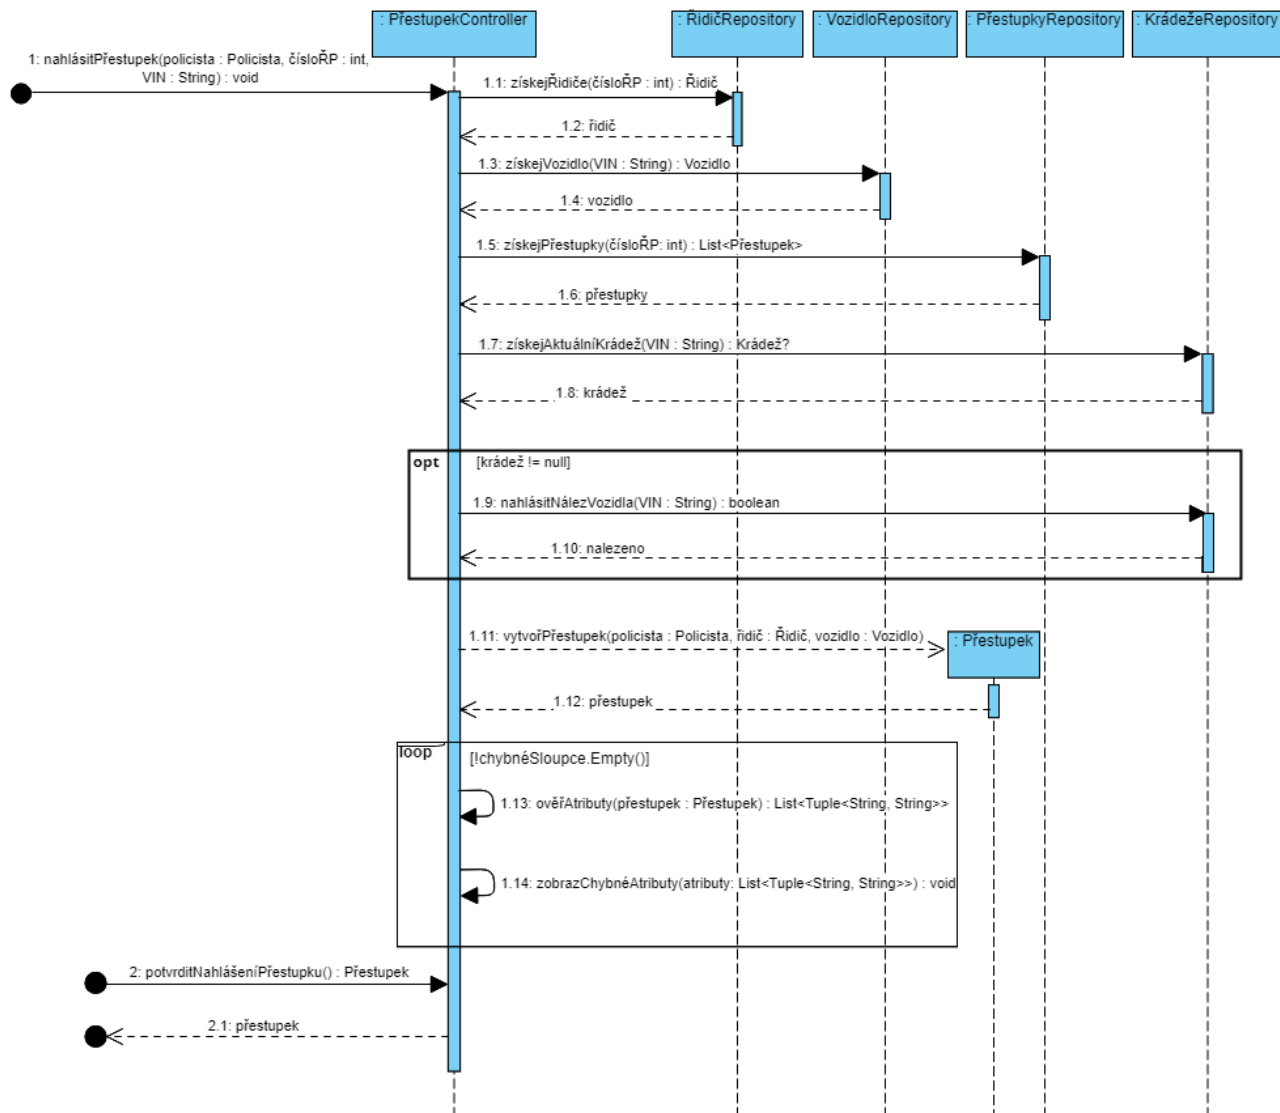 : PřestupekController
: ŘidičRepository
: VozidloRepository
: PřestupkyRepository
: KrádežeRepository
1: nahlásitPřestupek(policista : Policista, čísloŘP : int,
VIN : String) : void
1.1: získejŘidiče(čísloŘP : int) : Řidič
1.2: řidič
1.3: získejVozidlo(VIN : String) : Vozidlo
1.4: vozidlo
1.5: získejPřestupky(čísloŘP: int) : List<Přestupek>
1.6: přestupky
1.7: získejAktuálníKrádež(VIN : String) : Krádež?
1.8: krádež
opt
[krádež != null]
1.9: nahlásitNálezVozidla(VIN : String) : boolean
1.10: nalezeno
1.11: vytvořPřestupek(policista : Policista, řidič : Řidič, vozidlo : Vozidlo)
: Přestupek
1.12: přestupek
loop
[!chybnéSloupce.Empty()]
1.13: ověřAtributy(přestupek : Přestupek) : List<Tuple<String, String>>
1.14: zobrazChybnéAtributy(atributy: List<Tuple<String, String>>) : void
2: potvrditNahlášeníPřestupku() : Přestupek
2.1: přestupek